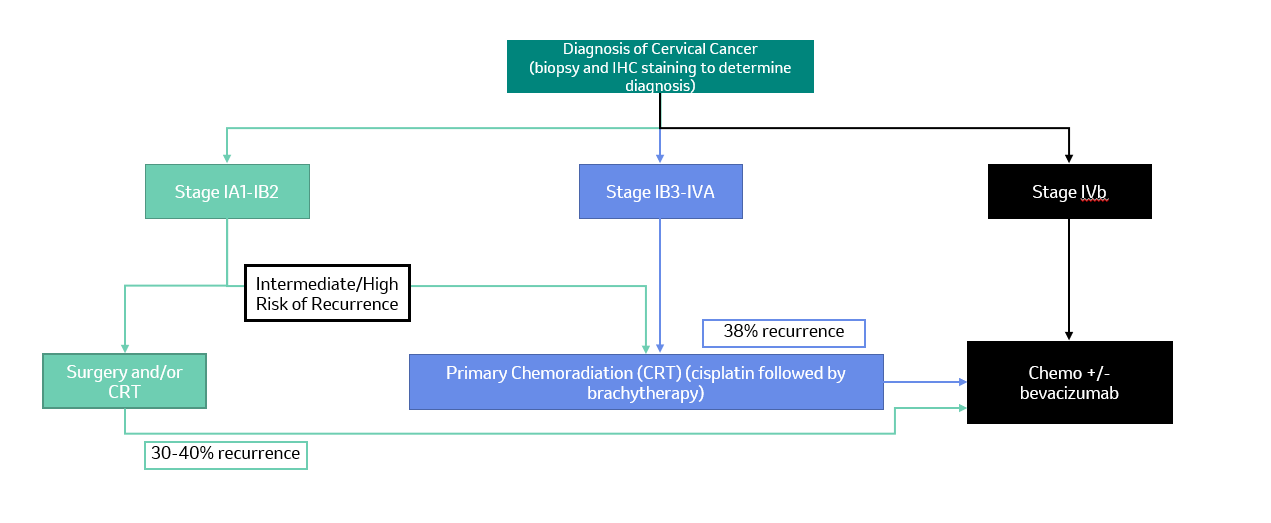 Diagnosis of Cervical Cancer
(biopsy and IHC staining to determine
diagnosis)
Stage IA1-IB2
Stage IB3-IVA
Stage IVb
Intermediate/High
Risk of Recurrence
38% recurrence
Surgery and/or
CRT
Primary Chemoradiation (CRT) (cisplatin followed by
brachytherapy)
Chemo +/-
bevacizumab
30-40% recurrence